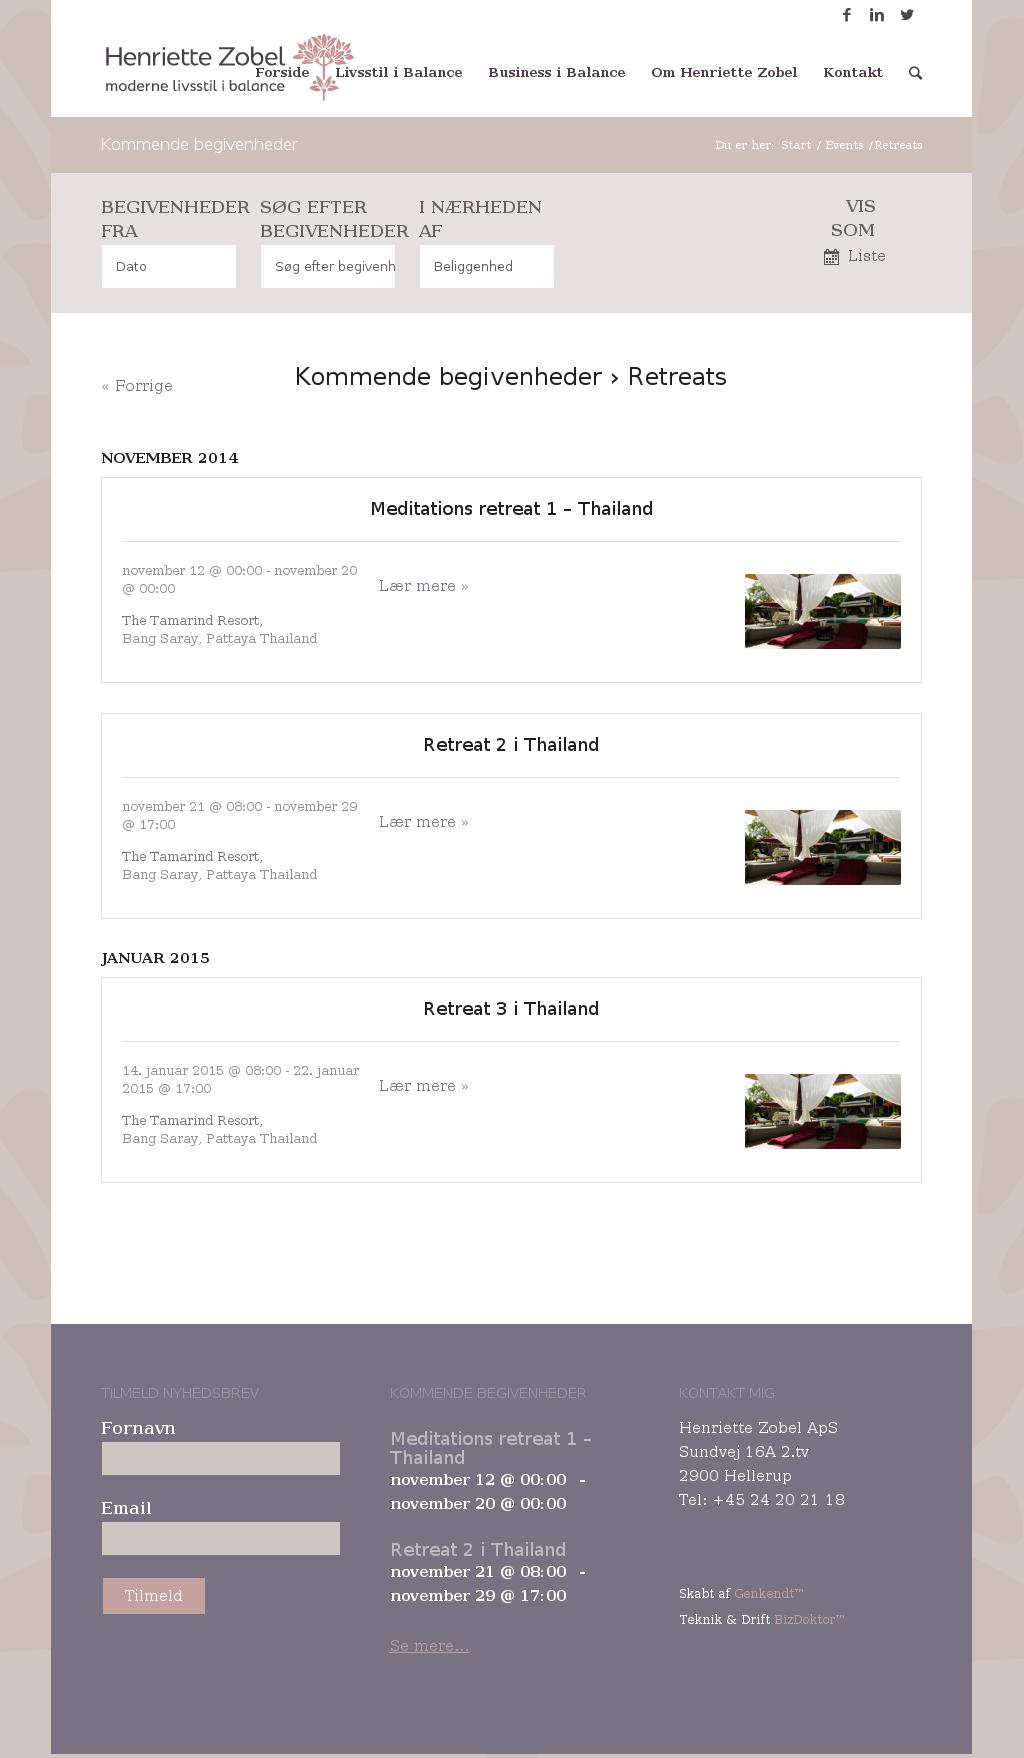 Henriette Zobel
moderne livsstil i balance
Forside Livsstil i Balance Business i Balance Om Henriette Zobel Kontakt
Kommende begivenheder
Du er her: Start / Events /Retreats
BEGIVENHEDER FRA
Dato
SØG EFTER BEGIVENHEDER
Søg efter begivenh
I NÆRHEDEN AF
Beliggenhed
VIS SOM
Liste
« Forrige
Kommende begivenheder › Retreats
NOVEMBER 2014
Meditations retreat 1 – Thailand
november 12 @ 00:00 - november 20
@ 00:00
The Tamarind Resort,
Bang Saray, Pattaya Thailand
Lær mere »
Retreat 2 i Thailand
november 21 @ 08:00 - november 29
@ 17:00
The Tamarind Resort,
Bang Saray, Pattaya Thailand
Lær mere »
JANUAR 2015
Retreat 3 i Thailand
14. januar 2015 @ 08:00 - 22. januar
2015 @ 17:00
The Tamarind Resort,
Bang Saray, Pattaya Thailand
Lær mere »
TILMELD NYHEDSBREV
Fornavn
Email
Tilmeld
KOMMENDE BEGIVENHEDER
Meditations retreat 1 –
Thailand
november 12 @ 00:00 -
november 20 @ 00:00
Retreat 2 i Thailand
november 21 @ 08:00 -
november 29 @ 17:00
Se mere...
KONTAKT MIG
Henriette Zobel ApS
Sundvej 16A 2.tv
2900 Hellerup
Tel: +45 24 20 21 18
Skabt af Genkendt™
Teknik & Drift BizDoktor™